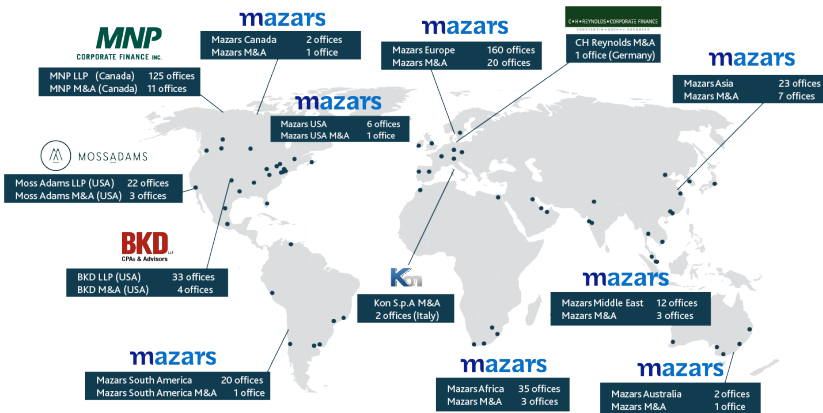 MNP
CORPORATE FINANCE INC.
MNP LLP (Canada) 125 offices
MNP M&A (Canada) 11 offices
mazars
Mazars Canada 2 offices
Mazars M&A 1 office
mazars
Mazars USA 6 offices
Mazars USA M&A 1 office
mazars
Mazars Europe 160 offices
Mazars M&A 20 offices
C·H·REYNOLDS·CORPORATE FINANCE
CH Reynolds M&A
1 office (Germany)
mazars
Mazars Asia 23 offices
Mazars M&A 7 offices
MOSSADAMS
Moss Adams LLP (USA) 22 offices
Moss Adams M&A (USA) 3 offices
BKD LLP
CPAs & Advisors
BKD LLP (USA) 33 offices
BKD M&A (USA) 4 offices
Kon
Kon S.p.A M&A
2 offices (Italy)
mazars
Mazars Middle East 12 offices
Mazars M&A 3 offices
mazars
Mazars South America 20 offices
Mazars South America M&A 1 office
mazars
Mazars Africa 35 offices
Mazars M&A 3 offices
mazars
Mazars Australia 2 offices
Mazars M&A 1 office